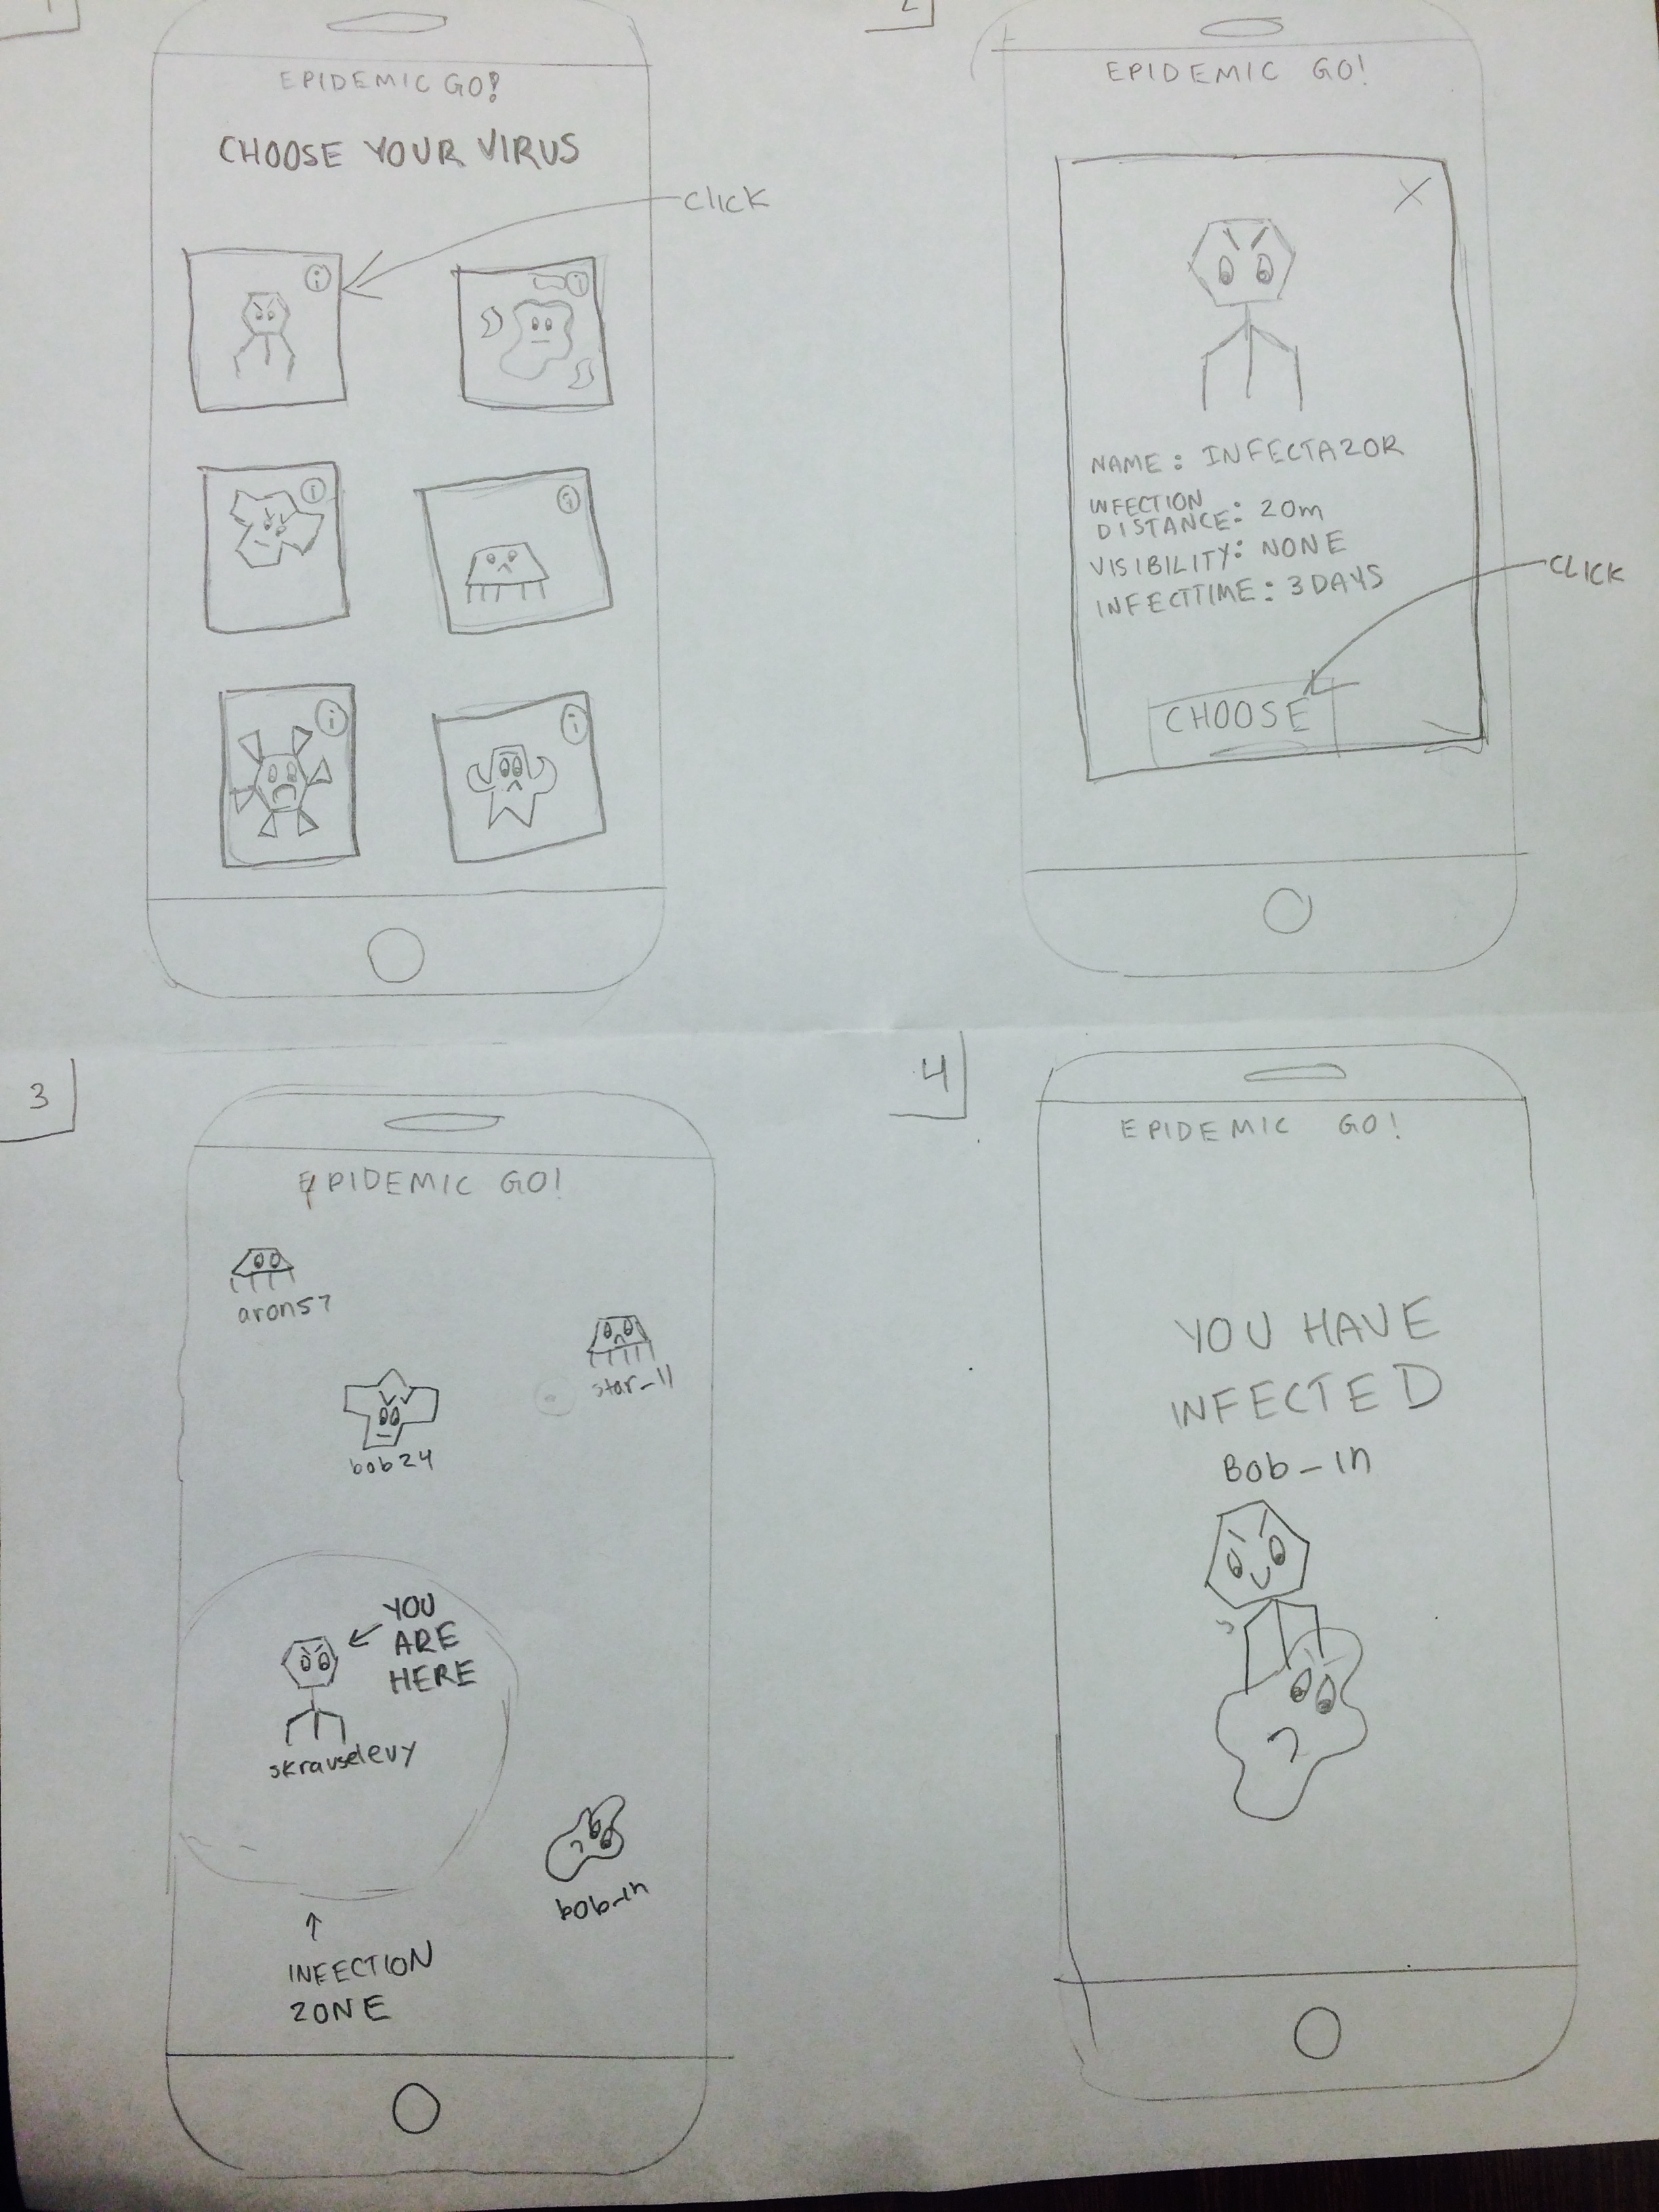 1
EPIDEMIC GO!
CHOOSE YOUR VIRUS
CLICK
i
i
i
i
i
i
2
EPIDEMIC GO!
X
NAME: INFECTAZOR
INFECTION
DISTANCE: 20m
VISIBILITY: NONE
INFECTTIME: 3 DAYS
CLICK
CHOOSE
3
EPIDEMIC GO!
aron57
star_11
bob24
YOU
ARE
HERE
skrauselevy
bob_in
INFECTION
ZONE
4
EPIDEMIC GO!
YOU HAVE
INFECTED
Bob_in